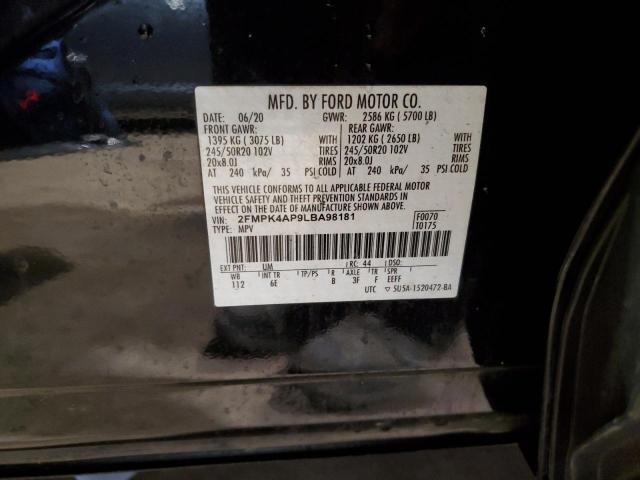 MFD. BY FORD MOTOR CO.
DATE: 06/20 GVWR: 2586 KG ( 5700 LB)
FRONT GAWR: REAR GAWR:
1395 KG ( 3075 LB) WITH 1202 KG ( 2650 LB) WITH
245/50R20 102V TIRES 245/50R20 102V TIRES
20x8.0J RIMS 20x8.0J RIMS
AT 240 kPa/ 35 PSI COLD AT 240 kPa/ 35 PSI COLD
THIS VEHICLE CONFORMS TO ALL APPLICABLE FEDERAL MOTOR
VEHICLE SAFETY AND THEFT PREVENTION STANDARDS IN
EFFECT ON THE DATE OF MANUFACTURE SHOWN ABOVE.
VIN: 2FMPK4AP9LBA98181 F0070
TYPE: MPV T0175
EXT PNT: UM RC: 44 DSO:
WB INT TR TP/PS R AXLE TR SPR
112 6E B 3F F EEFF
UTC ▽ 5U5A-1520472-BA